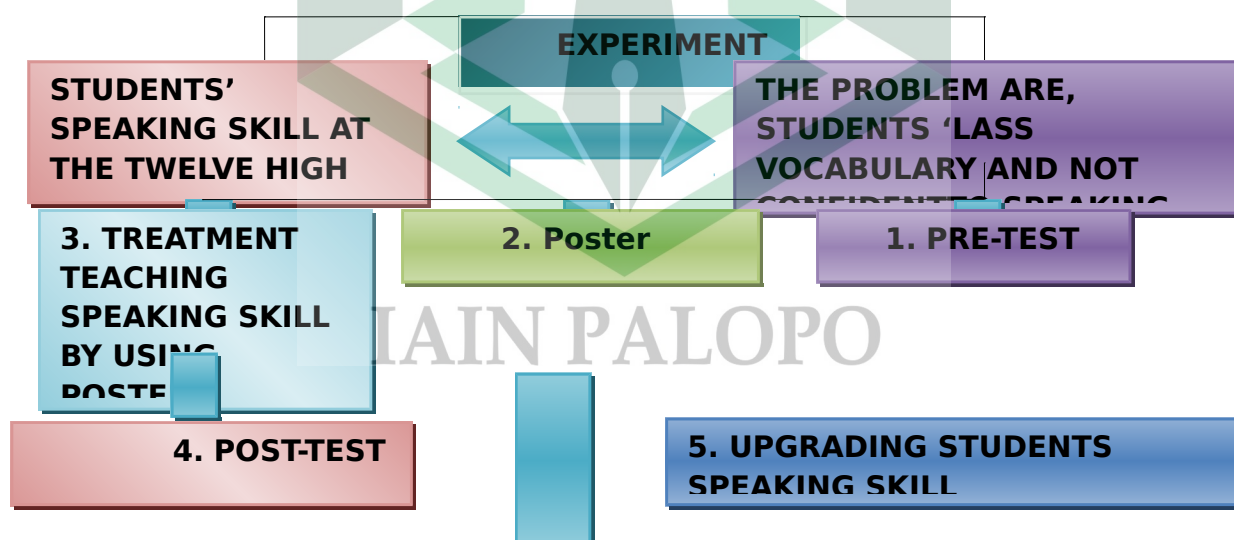 EXPERIMENT
STUDENTS’
SPEAKING SKILL AT
THE TWELVE HIGH
THE PROBLEM ARE,
STUDENTS ‘LASS
VOCABULARY AND NOT
SPEAKING
3. TREATMENT
TEACHING
SPEAKING SKILL
BY USING
2. Poster
1. PRE-TEST
IAIN PALOPO
4. POST-TEST
5. UPGRADING STUDENTS
SPEAKING SKILL